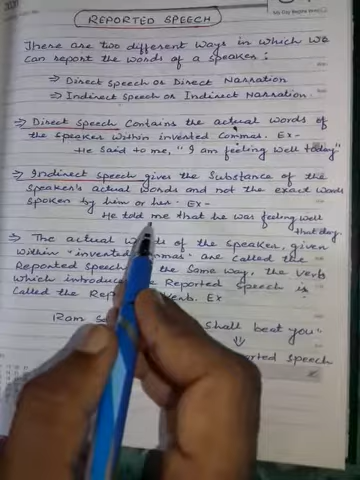 My Day Begins
REPORTED SPEECH
There are two different ways in which we
can report the words of a speaker:
⇒ Direct Speech or Direct Narration
⇒ Indirect Speech or Indirect Narration.
⇒ Direct Speech Contains the actual words of
the speaker within inverted Commas. Ex-
He said to me, "I am feeling well today"
⇒ Indirect speech gives the Substance of the
speaker's actual words and not the exact words
spoken by him or her. Ex-
He told me that he was feeling well
that day.
⇒ The actual of the speaker, given
within "inverted are called the
Reported Speech the Same way, the verb
which introduc Reported Speech is
Called the Rep verb. Ex
Ram s shall beat you"
⇓
orted Speech